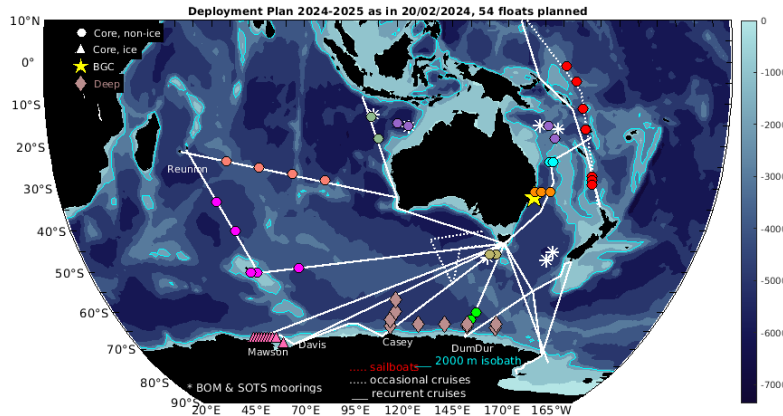 Deployment Plan 2024-2025 as in 20/02/2024, 54 floats planned
10°N
0°
10°S
20°S
30°S
40°S
50°S
60°S
70°S
80°S
90°S
Core, non-ice
Core, ice
BGC
Deep
Reunion
Mawson
Davis
Casey
DumDur
* BOM & SOTS moorings
..... sailboats
2000 m isobath
..... occasional cruises
___ recurrent cruises
20°E
45°E
70°E
95°E
120°E
145°E
170°E
165°W
0
-1000
-2000
-3000
-4000
-5000
-6000
-7000